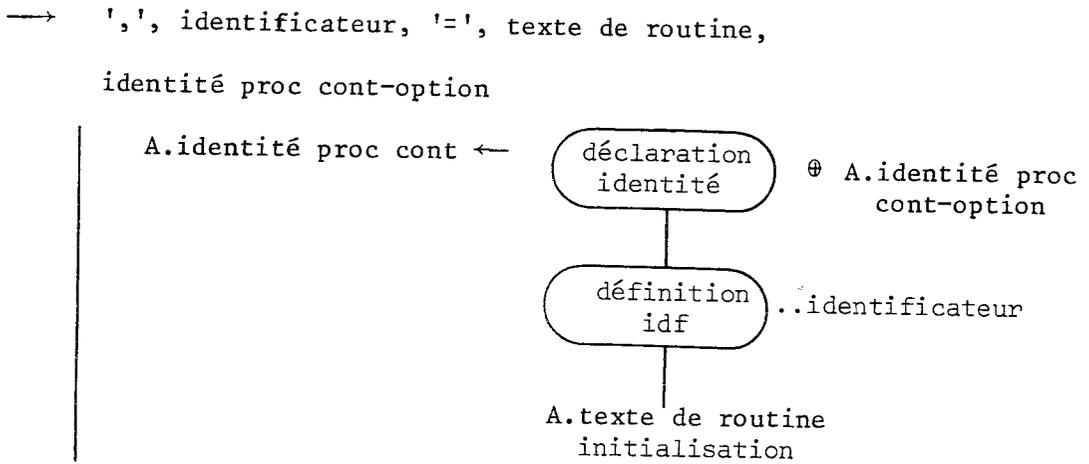 ⟶ ',', identificateur, '=', texte de routine,
identité proc cont-option
A.identité proc cont ← déclaration identité ⊕ A.identité proc cont-option
définition idf ..identificateur
A.texte de routine
initialisation